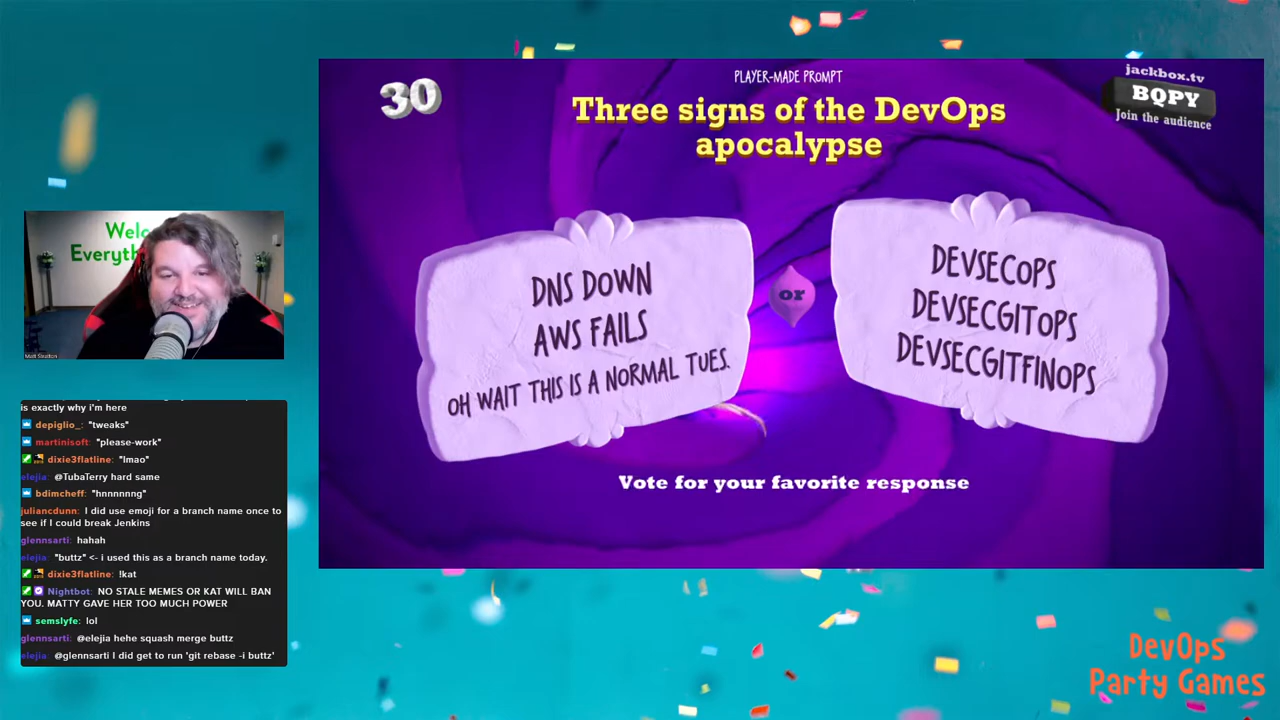 30
PLAYER-MADE PROMPT
Three signs of the DevOps
apocalypse
jackbox.tv
BQPY
Join the audience
DNS DOWN
AWS FAILS
OH WAIT THIS IS A NORMAL TUES.
or
DEVSECOPS
DEVSECGITOPS
DEVSECGITFINOPS
Vote for your favorite response
Everyth
is exactly why i'm here
depiglio_: "tweaks"
martinisoft: "please-work"
dixie3flatline: "lmao"
elejia: @TubaTerry hard same
bdimcheff: "hnnnnnng"
juliancdunn: I did use emoji for a branch name once to
see if I could break Jenkins
glennsarti: hahah
elejia: "buttz" <- i used this as a branch name today.
dixie3flatline: !kat
Nightbot: NO STALE MEMES OR KAT WILL BAN
YOU. MATTY GAVE HER TOO MUCH POWER
semslyfe: lol
glennsarti: @elejia hehe squash merge buttz
elejia: @glennsarti I did get to run 'git rebase -i buttz'
DevOps
Party Games